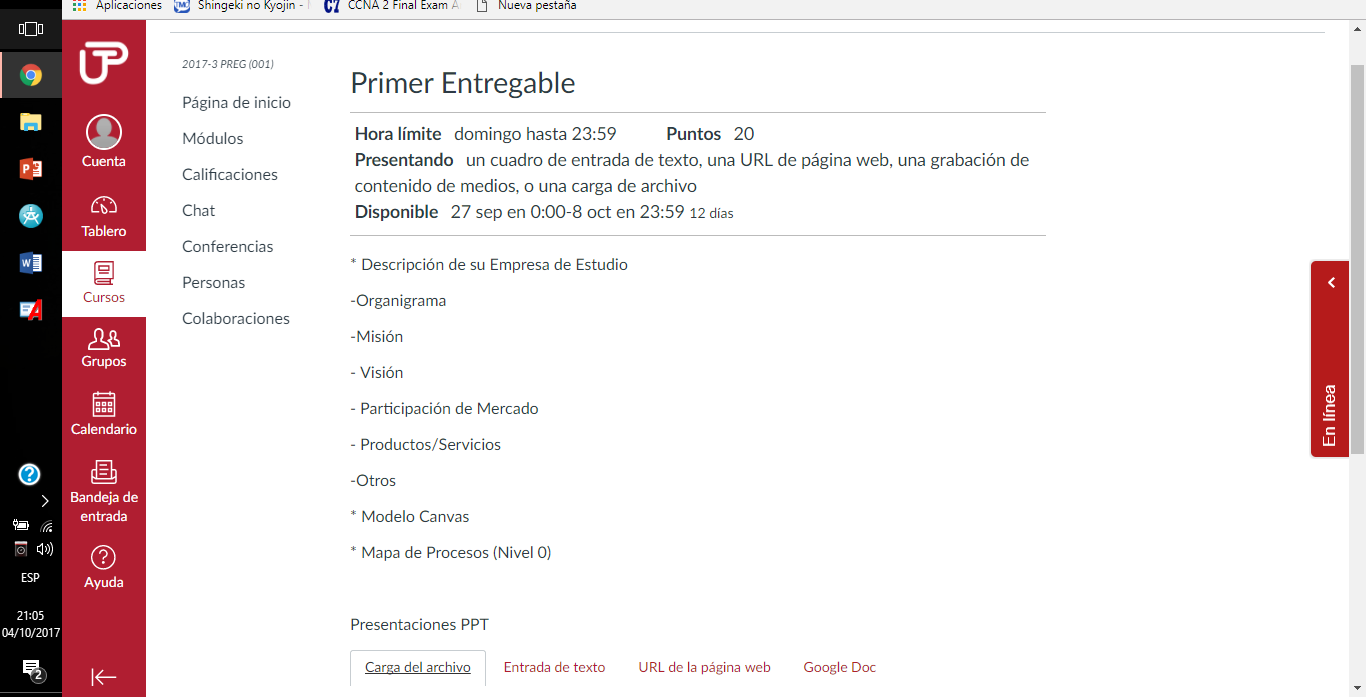 Aplicaciones Shingeki no Kyojin - CCNA 2 Final Exam A Nueva pestaña
UTP
Cuenta
Tablero
Cursos
Grupos
Calendario
Bandeja de
entrada
Ayuda
ESP
21:05
04/10/2017
2
2017-3 PREG (001)
Página de inicio
Módulos
Calificaciones
Chat
Conferencias
Personas
Colaboraciones
Primer Entregable
Hora límite domingo hasta 23:59 Puntos 20
Presentando un cuadro de entrada de texto, una URL de página web, una grabación de
contenido de medios, o una carga de archivo
Disponible 27 sep en 0:00-8 oct en 23:59 12 días
* Descripción de su Empresa de Estudio
-Organigrama
-Misión
- Visión
- Participación de Mercado
- Productos/Servicios
-Otros
* Modelo Canvas
* Mapa de Procesos (Nivel 0)
Presentaciones PPT
Carga del archivo Entrada de texto URL de la página web Google Doc
En línea